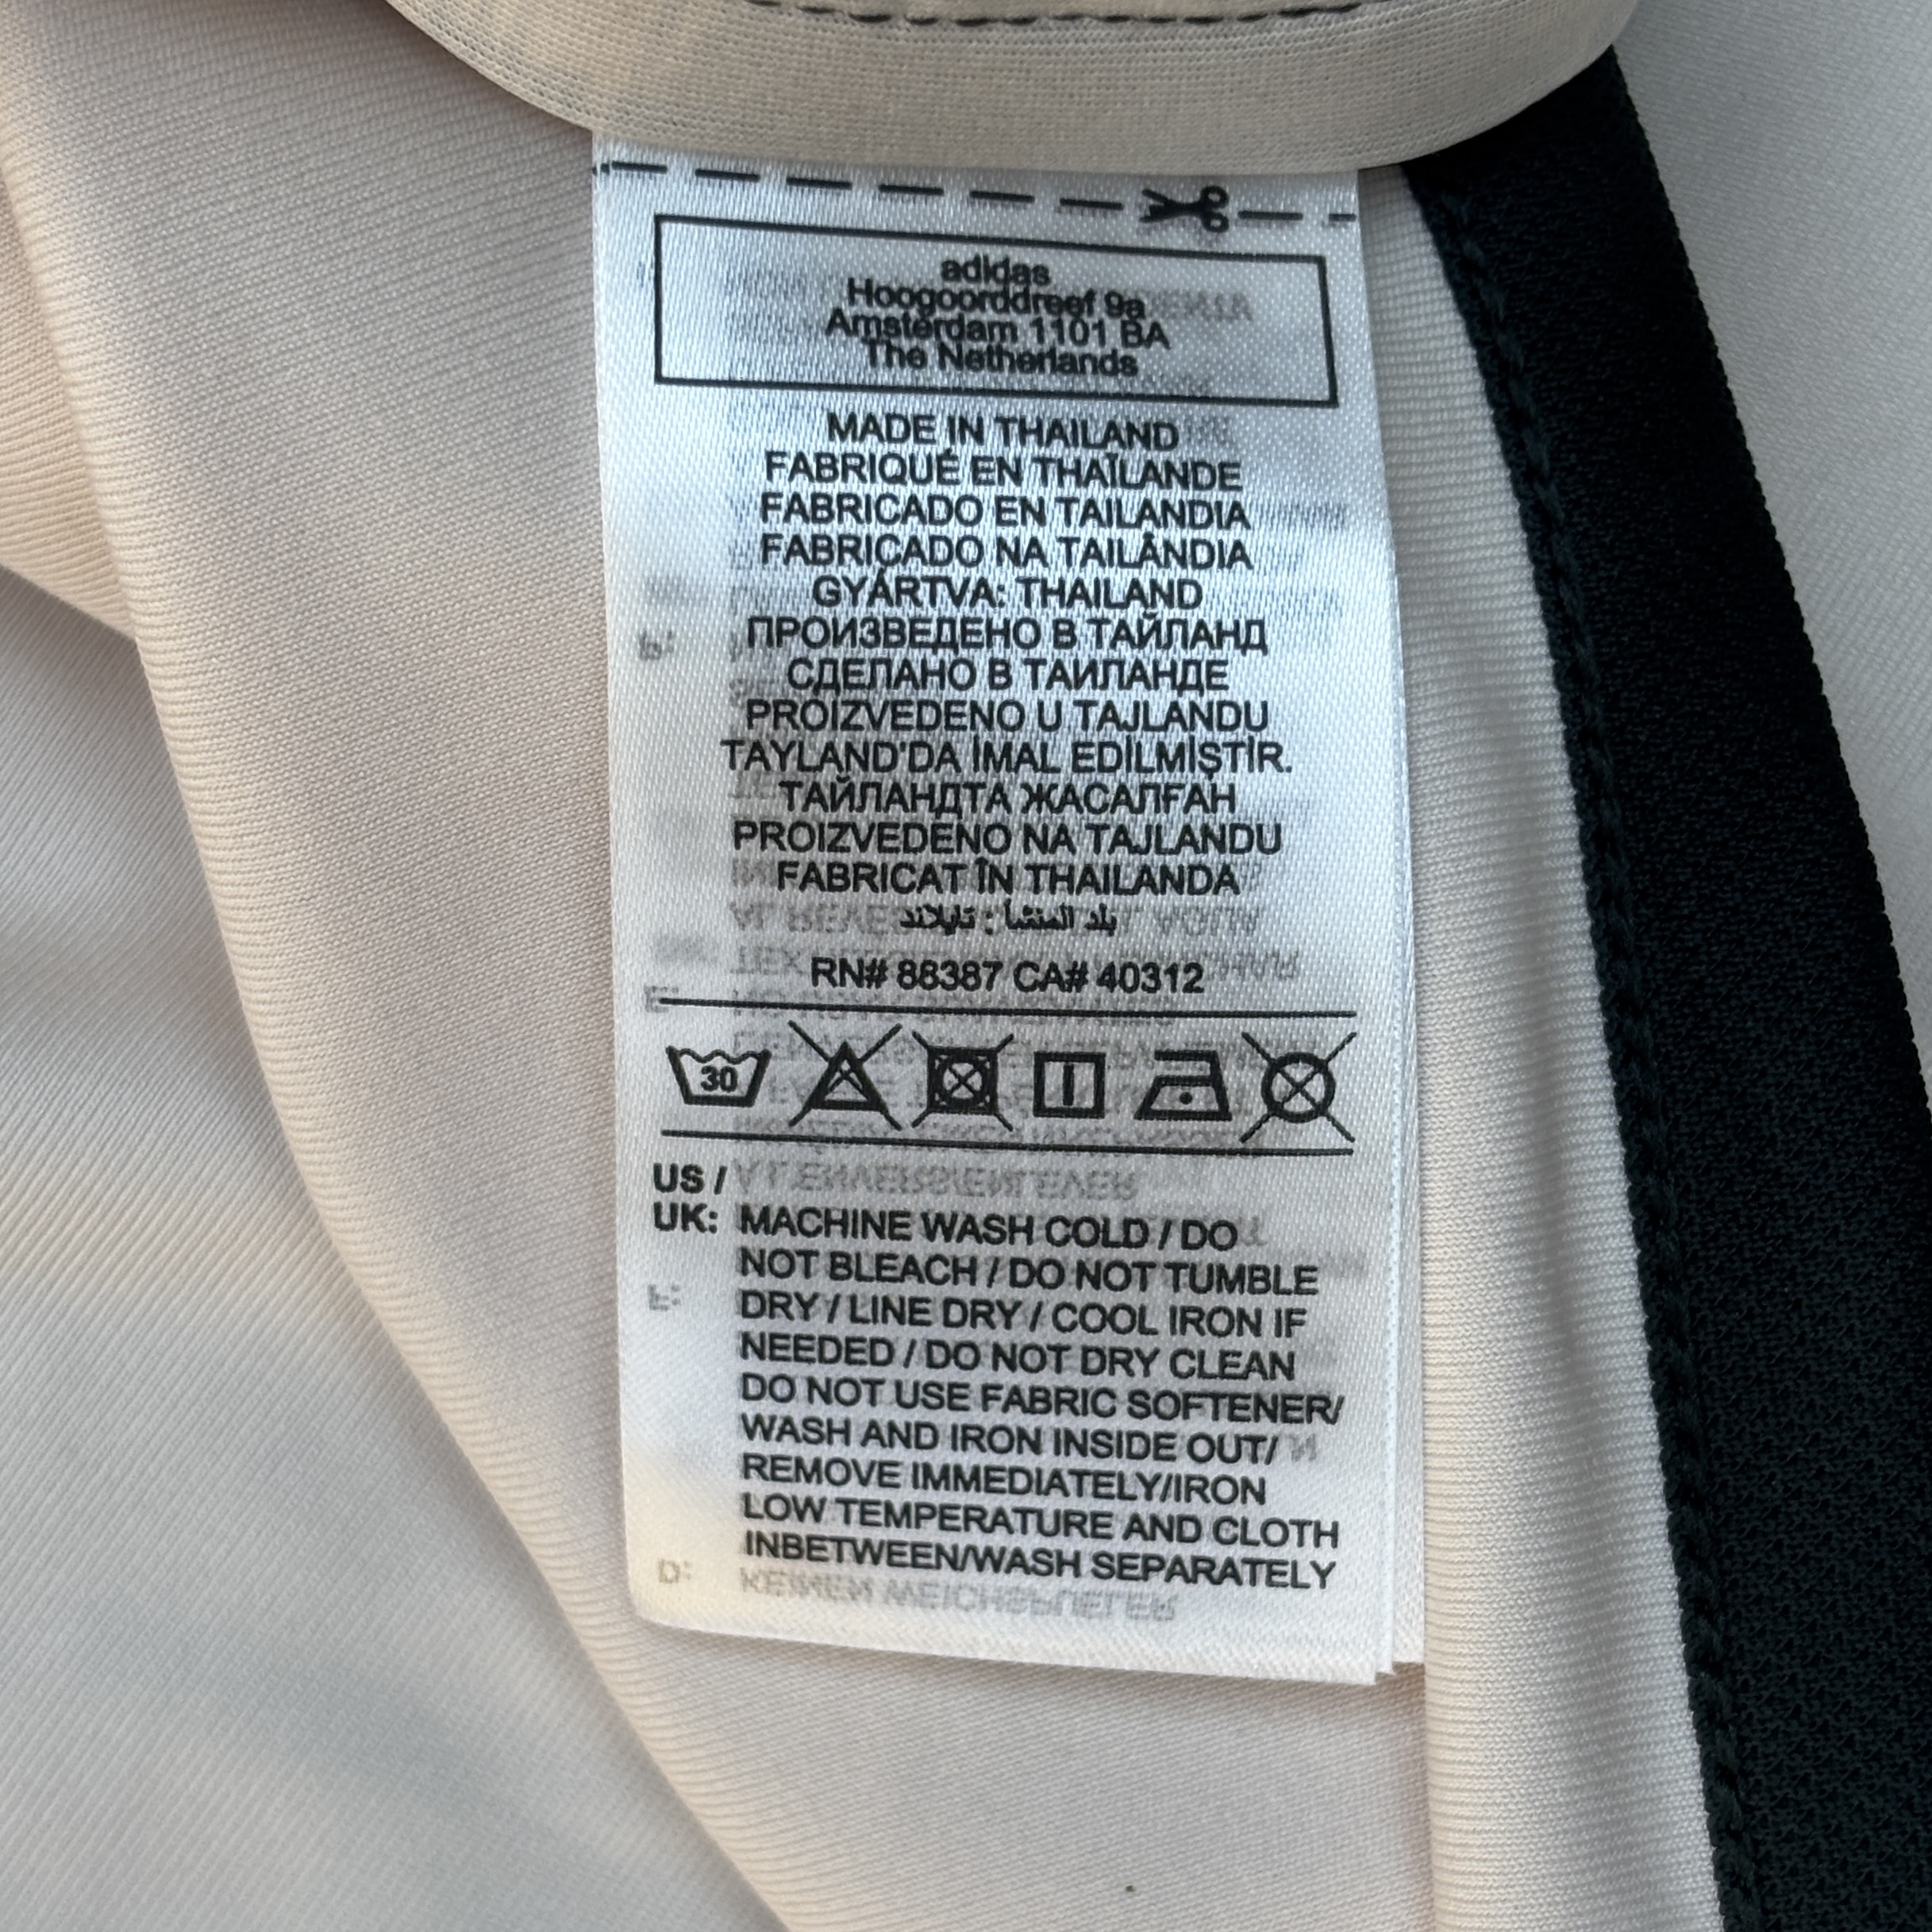 adidas
Hoogoorddreef 9a
Amsterdam 1101 BA
The Netherlands
MADE IN THAILAND
FABRIQUÉ EN THAÏLANDE
FABRICADO EN TAILANDIA
FABRICADO NA TAILÂNDIA
GYÁRTVA: THAILAND
ПРОИЗВЕДЕНО В ТАЙЛАНД
СДЕЛАНО В ТАИЛАНДЕ
PROIZVEDENO U TAJLANDU
TAYLAND'DA İMAL EDİLMİŞTİR.
ТАЙЛАНДТА ЖАСАЛҒАН
PROIZVEDENO NA TAJLANDU
FABRICAT ÎN THAILANDA
بلد المنشأ : تايلاند
RN# 88387 CA# 40312
30
US /
UK: MACHINE WASH COLD / DO
NOT BLEACH / DO NOT TUMBLE
DRY / LINE DRY / COOL IRON IF
NEEDED / DO NOT DRY CLEAN
DO NOT USE FABRIC SOFTENER/
WASH AND IRON INSIDE OUT/
REMOVE IMMEDIATELY/IRON
LOW TEMPERATURE AND CLOTH
INBETWEEN/WASH SEPARATELY